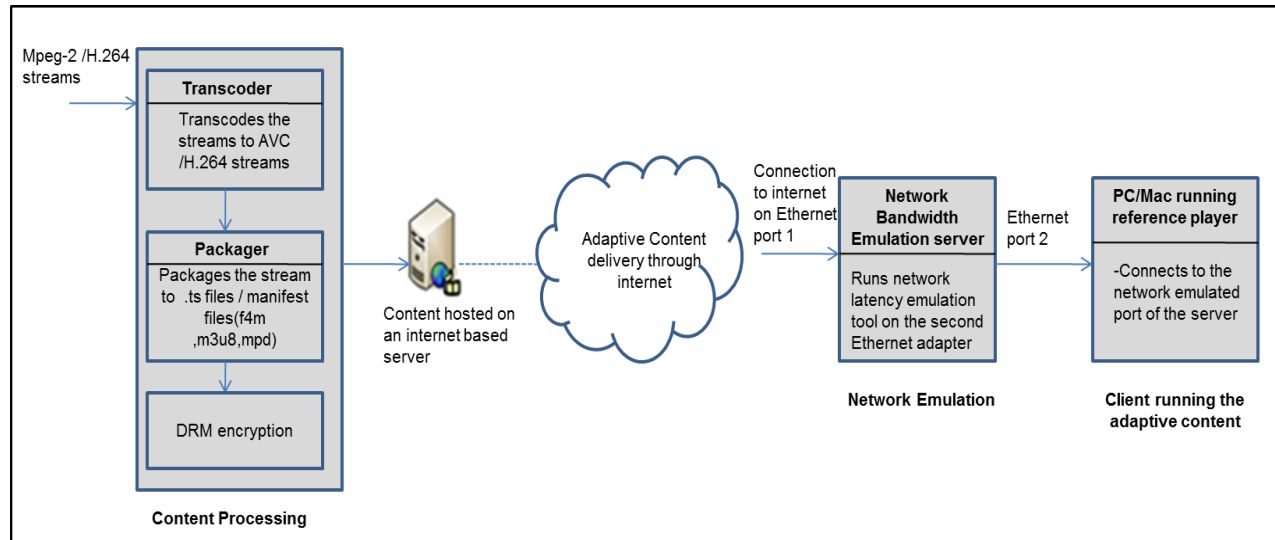 Mpeg-2 /H.264
streams
Transcoder
Transcodes the
streams to AVC
/H.264 streams
Packager
Packages the stream
to .ts files / manifest
files(f4m
,m3u8,mpd)
DRM encryption
Content Processing
Content hosted on
an internet based
server
Adaptive Content
delivery through
internet
Connection
to internet
on Ethernet
port 1
Network
Bandwidth
Emulation server
Runs network
latency emulation
tool on the second
Ethernet adapter
Network Emulation
Ethernet
port 2
PC/Mac running
reference player
-Connects to the
network emulated
port of the server
Client running the
adaptive content